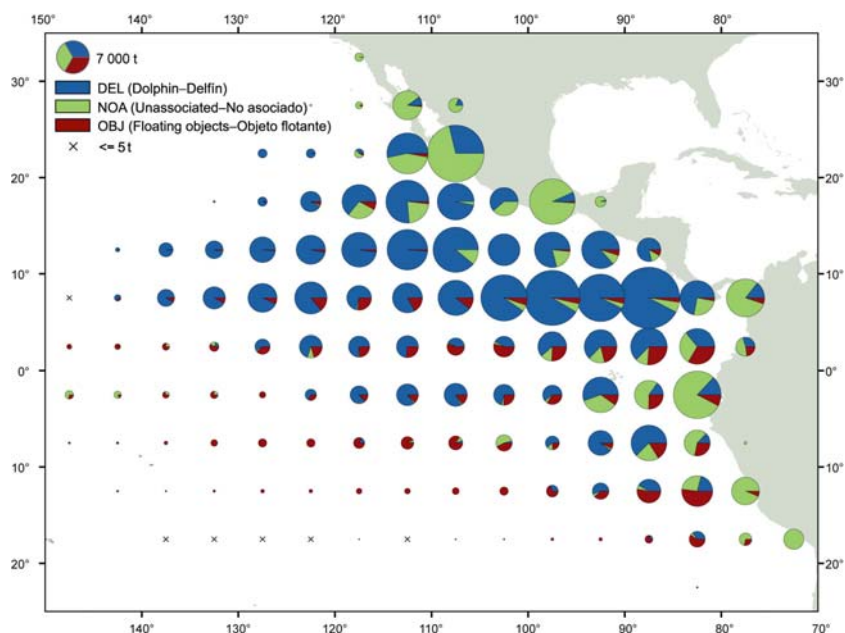 150° 140° 130° 120° 110° 100° 90° 80° 70°
7 000 t
DEL (Dolphin–Delfín)
NOA (Unassociated–No asociado)
OBJ (Floating objects–Objeto flotante)
× <= 5 t
30° 30°
20° 20°
10° 10°
0° 0°
10° 10°
20° 20°
140° 130° 120° 110° 100° 90° 80° 70°